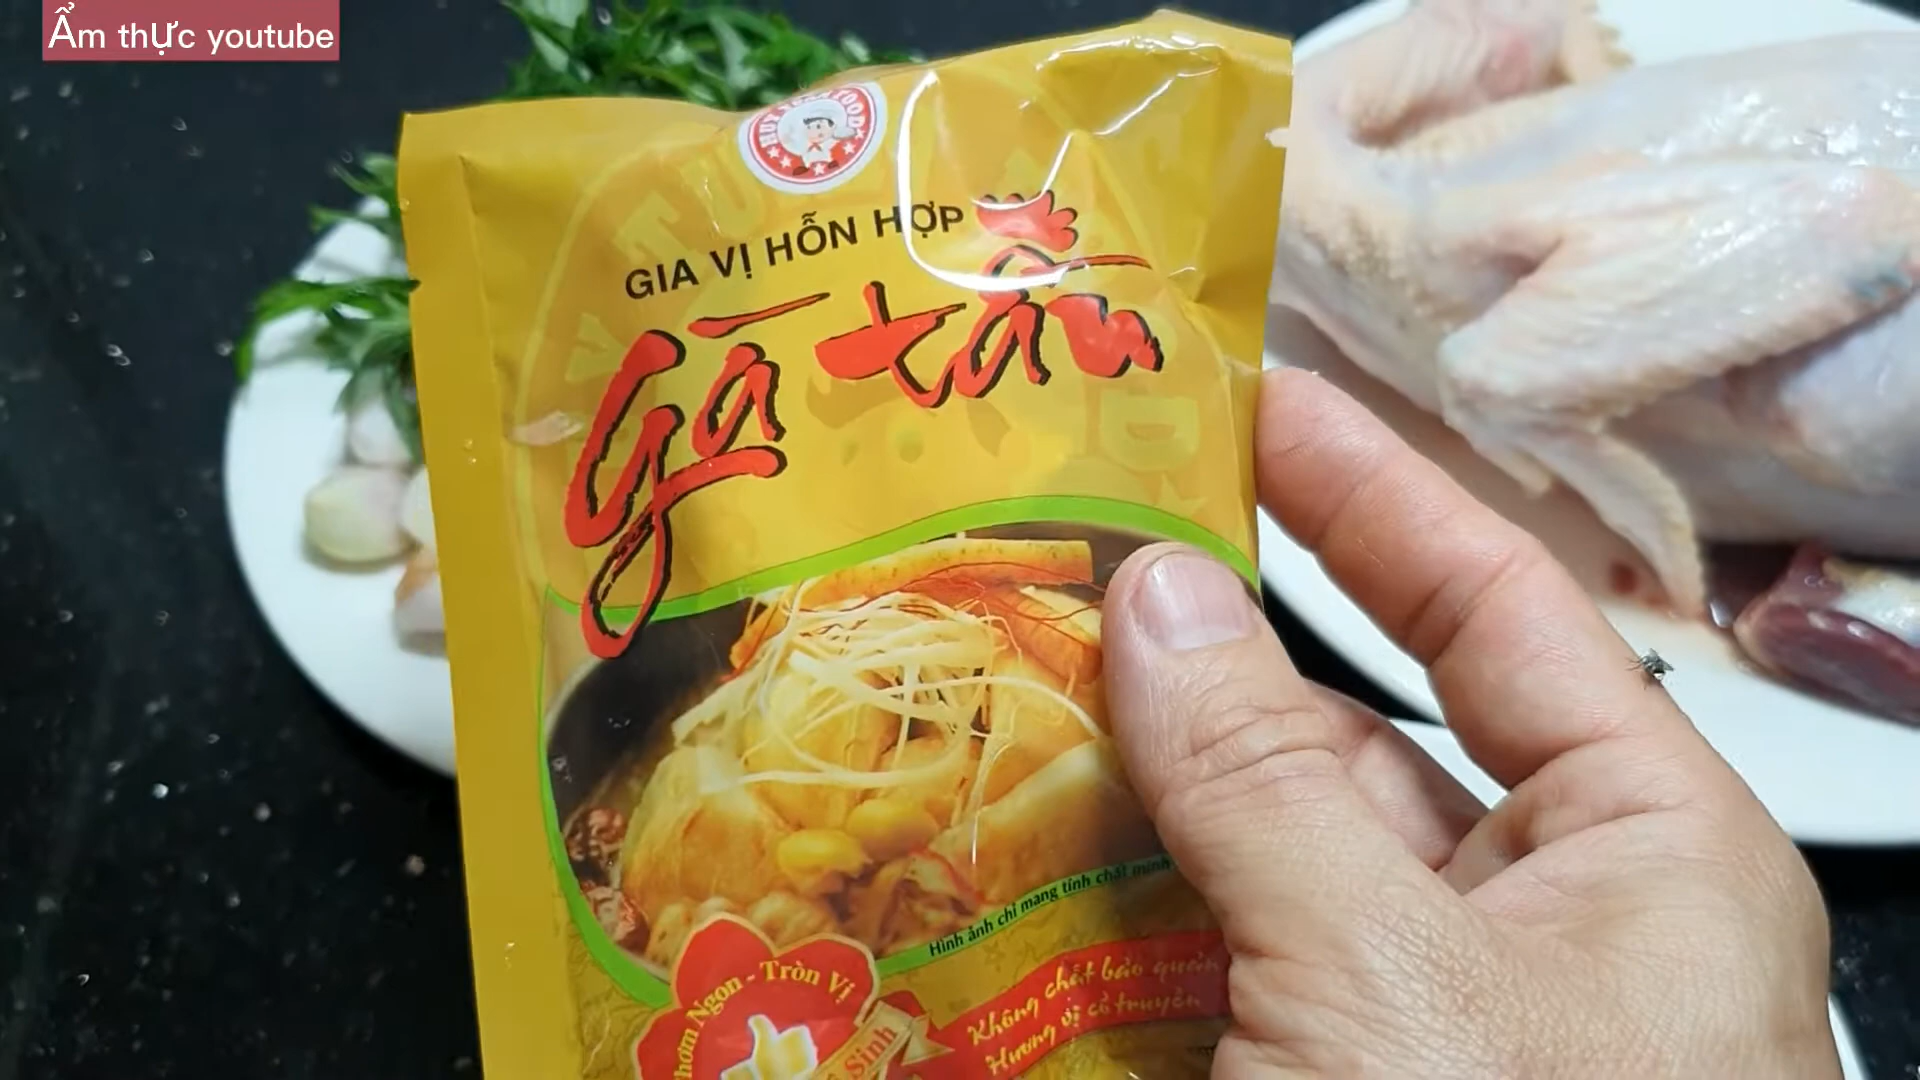 Ẩm thực youtube
GIA VỊ HỖN HỢP
gà tần
Hình ảnh chỉ mang tính chất minh
Thơm Ngon - Tròn Vị
Sinh
Không chất bảo quản
Hương vị cổ truyền